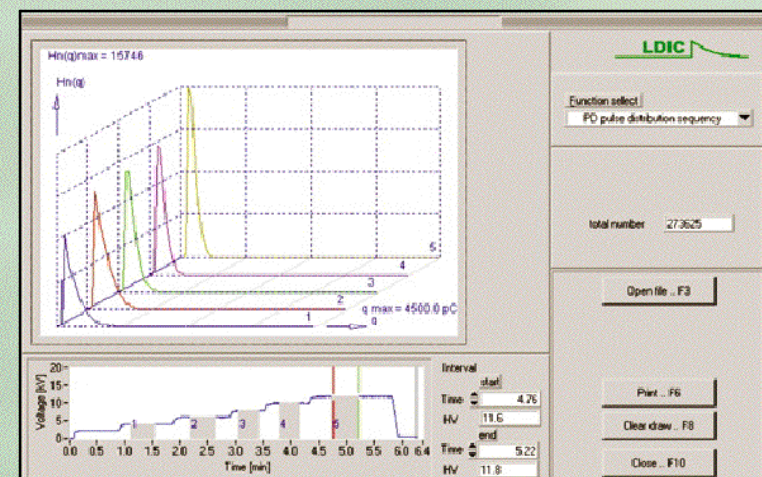 LDIC
Hn(q)max = 15746
Hn(q)
5
4
3
2
1
q max = 4500.0 pC
q
Function select
PD pulse distribution sequency
total number 273625
Open file .. F3
Print .. F6
Clear draw .. F8
Close .. F10
Voltage [kV]
20
15
10
5
0
1 2 3 4 5
0.0 0.5 1.0 1.5 2.0 2.5 3.0 3.5 4.0 4.5 5.0 5.5 6.0 6.4
Time [min]
Interval
start
Time 4.76
HV 11.6
end
Time 5.22
HV 11.8